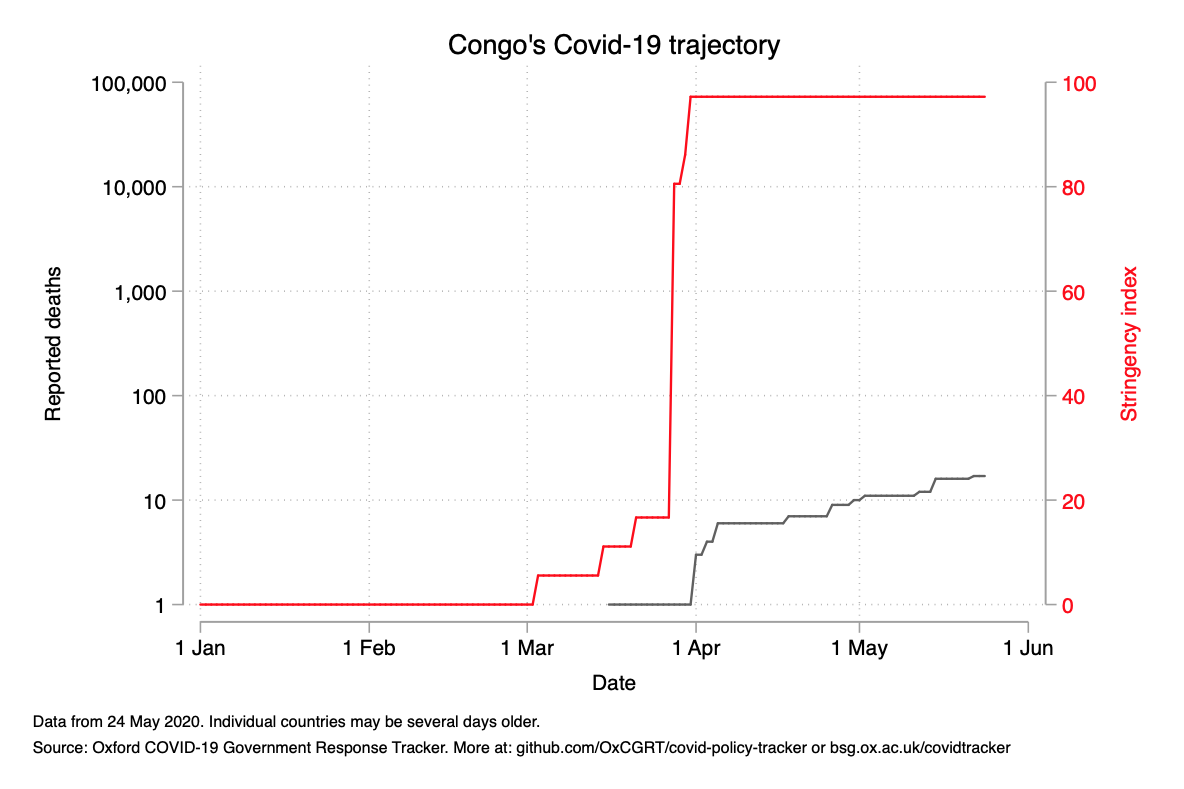 Congo's Covid-19 trajectory
100,000
10,000
1,000
100
10
1
Reported deaths
100
80
60
40
20
0
Stringency index
1 Jan
1 Feb
1 Mar
1 Apr
1 May
1 Jun
Date
Data from 24 May 2020. Individual countries may be several days older.
Source: Oxford COVID-19 Government Response Tracker. More at: github.com/OxCGRT/covid-policy-tracker or bsg.ox.ac.uk/covidtracker